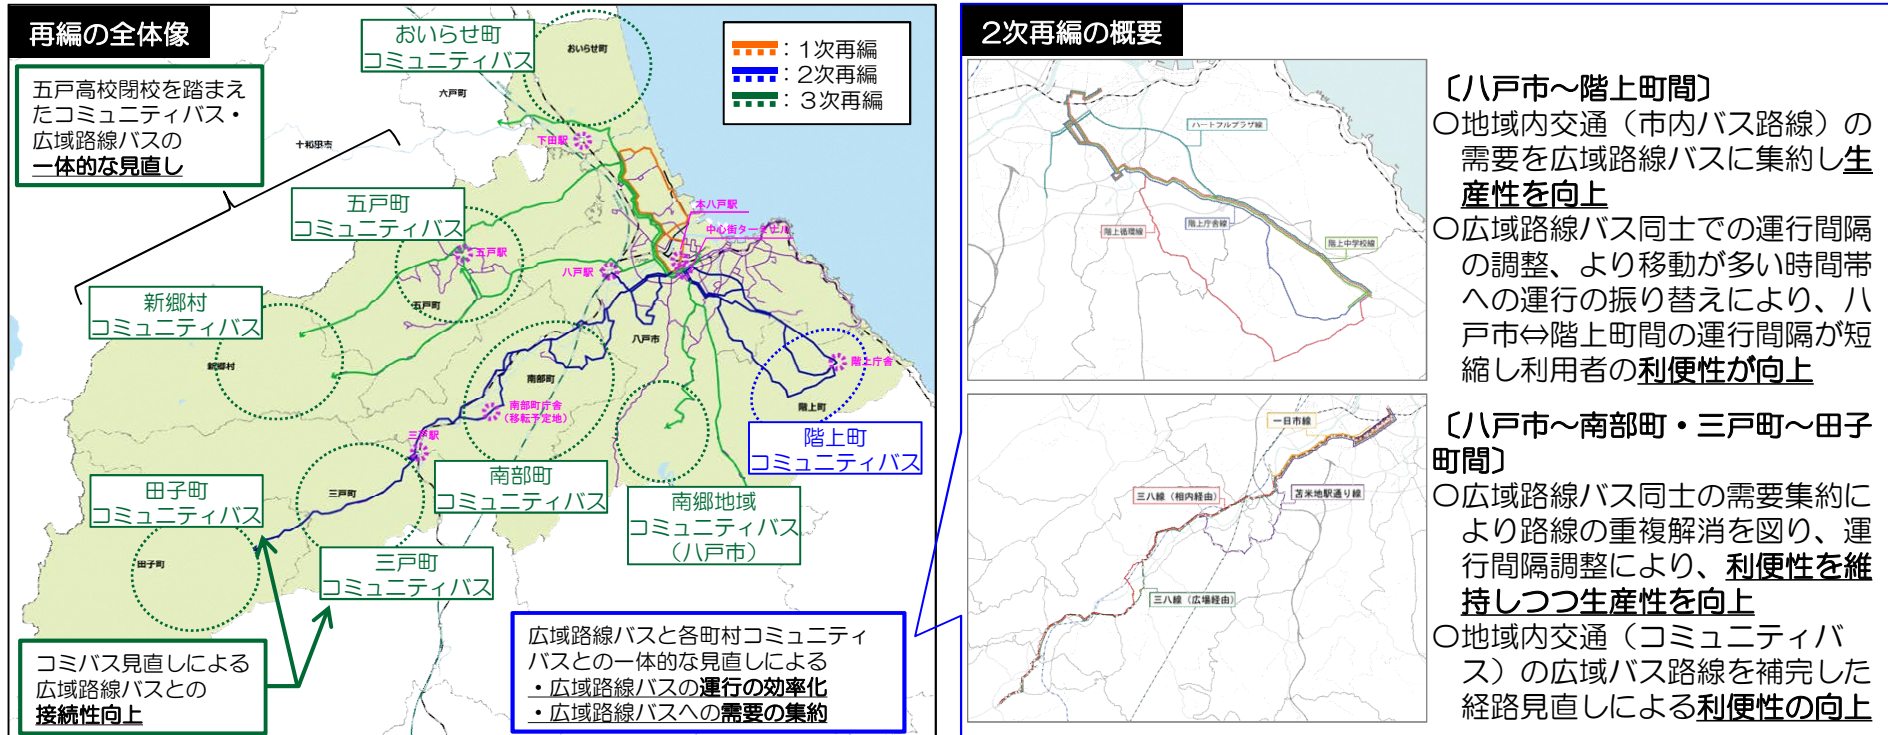 再編の全体像
五戸高校閉校を踏まえ
たコミュニティバス・
広域路線バスの
一体的な見直し
おいらせ町
コミュニティバス
おいらせ町
六戸町
十和田市
:1次再編
:2次再編
:3次再編
下田駅
五戸町
コミュニティバス
五戸駅
五戸町
八戸駅
本八戸駅
中心街ターミナル
新郷村
コミュニティバス
新郷村
八戸市
南部町
南部町庁舎
(移転予定地)
階上庁舎
階上町
階上町
コミュニティバス
三戸駅
三戸町
南部町
コミュニティバス
南郷地域
コミュニティバス
(八戸市)
田子町
コミュニティバス
田子町
三戸町
コミュニティバス
コミバス見直しによる
広域路線バスとの
接続性向上
広域路線バスと各町村コミュニティ
バスとの一体的な見直しによる
・広域路線バスの運行の効率化
・広域路線バスへの需要の集約
2次再編の概要
ハートフルプラザ線
階上循環線
階上庁舎線
階上中学校線
一日市線
三八線(相内経由)
苫米地駅通り線
三八線(広場経由)
〔八戸市～階上町間〕
○地域内交通(市内バス路線)の
需要を広域路線バスに集約し生
産性を向上
○広域路線バス同士での運行間隔
の調整、より移動が多い時間帯
への運行の振り替えにより、八
戸市⇔階上町間の運行間隔が短
縮し利用者の利便性が向上
〔八戸市～南部町・三戸町～田子
町間〕
○広域路線バス同士の需要集約に
より路線の重複解消を図り、運
行間隔調整により、利便性を維
持しつつ生産性を向上
○地域内交通(コミュニティバ
ス)の広域バス路線を補完した
経路見直しによる利便性の向上